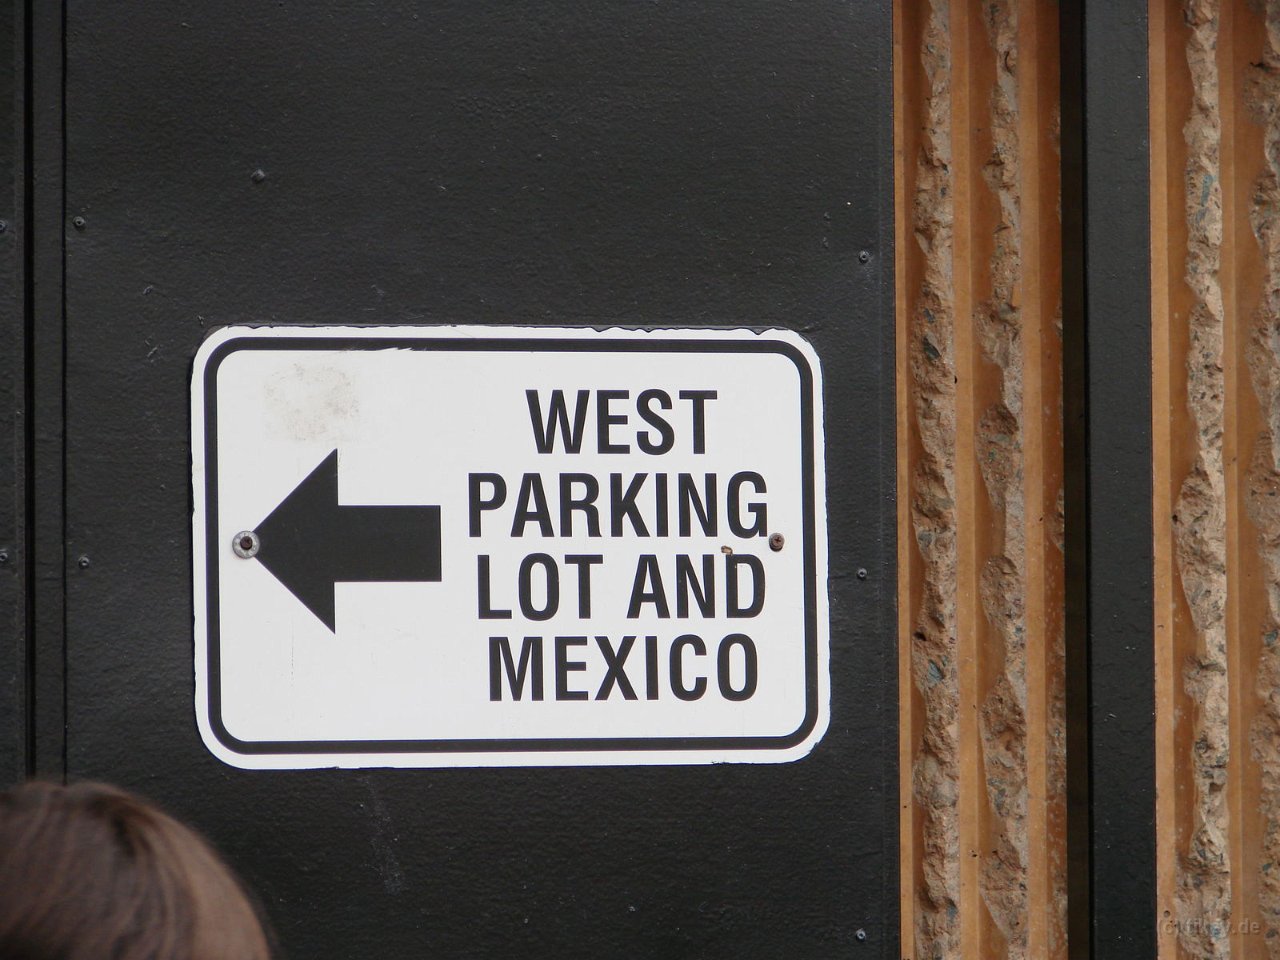 WEST
PARKING
LOT AND
MEXICO